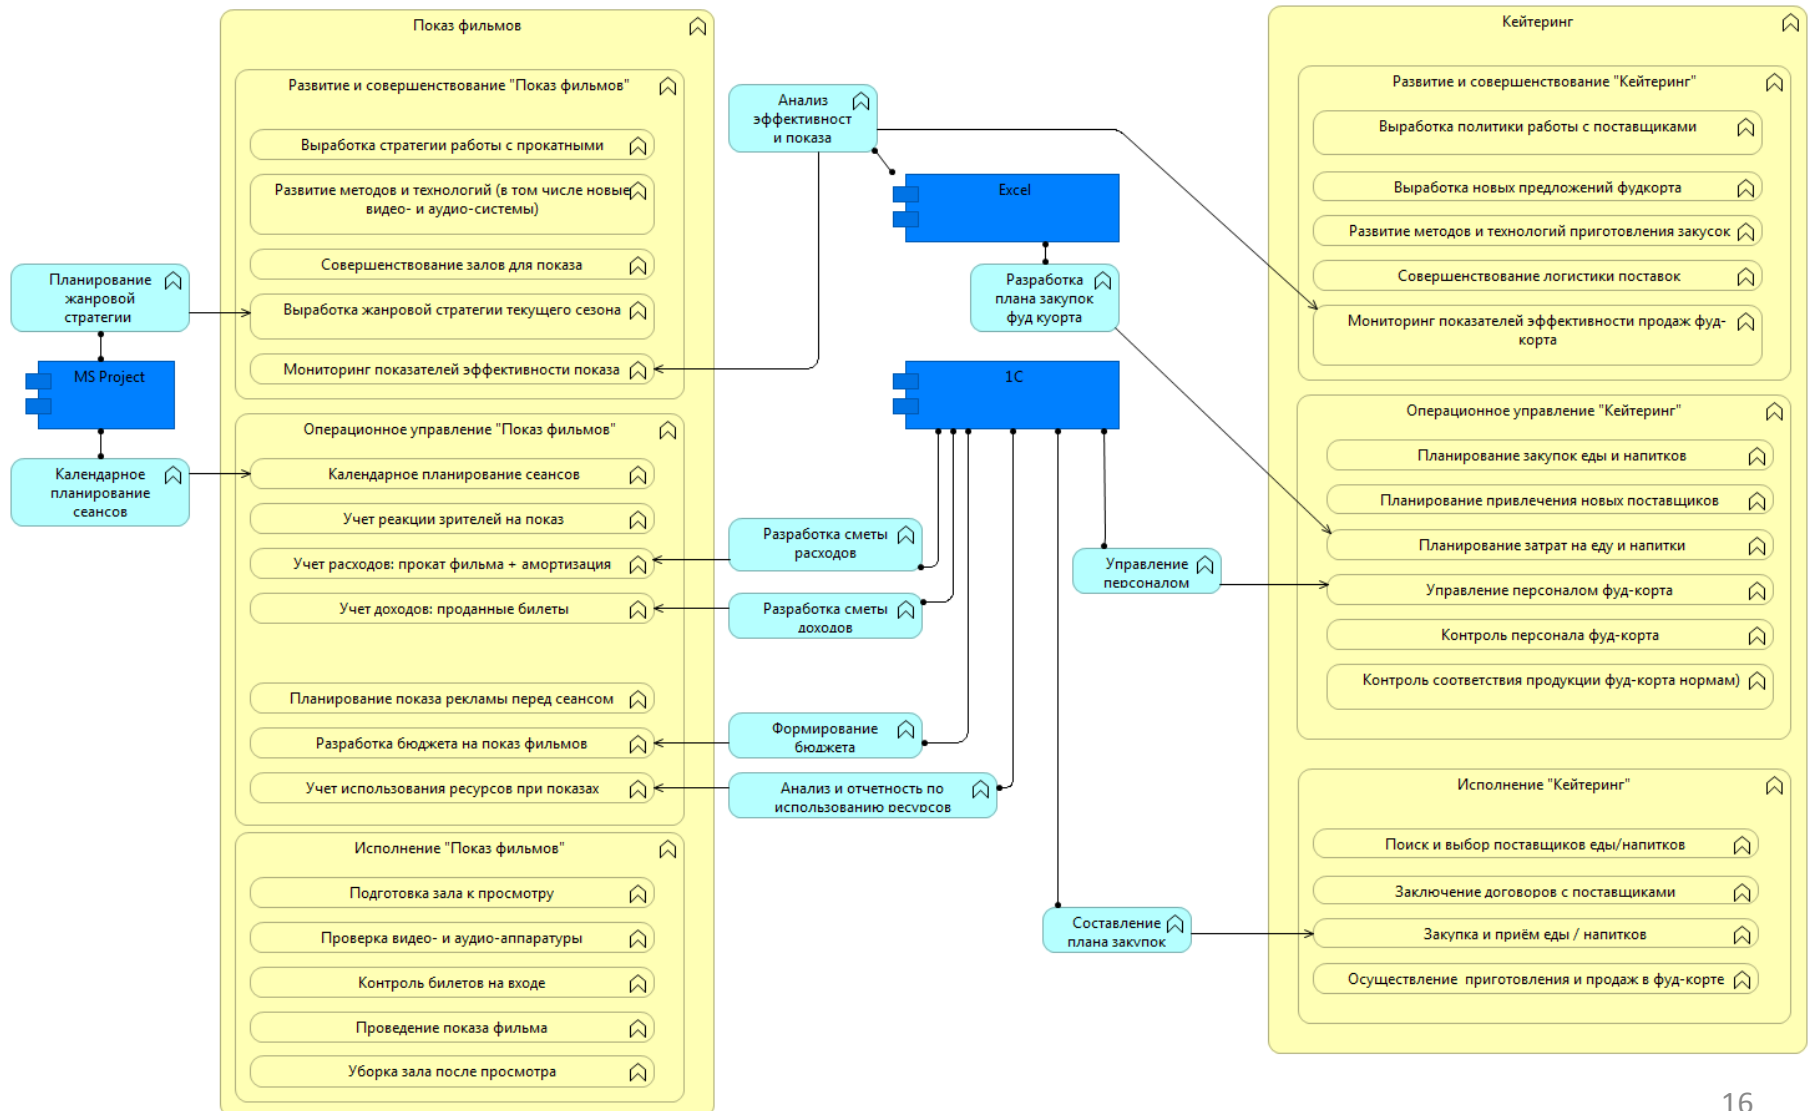 Показ фильмов
Развитие и совершенствование "Показ фильмов"
Выработка стратегии работы с прокатными
Развитие методов и технологий (в том числе новые
видео- и аудио-системы)
Совершенствование залов для показа
Выработка жанровой стратегии текущего сезона
Мониторинг показателей эффективности показа
Операционное управление "Показ фильмов"
Календарное планирование сеансов
Учет реакции зрителей на показ
Учет расходов: прокат фильма + амортизация
Учет доходов: проданные билеты
Планирование показа рекламы перед сеансом
Разработка бюджета на показ фильмов
Учет использования ресурсов при показах
Исполнение "Показ фильмов"
Подготовка зала к просмотру
Проверка видео- и аудио-аппаратуры
Контроль билетов на входе
Проведение показа фильма
Уборка зала после просмотра
Планирование
жанровой
стратегии
MS Project
Календарное
планирование
сеансов
Анализ
эффективност
и показа
Excel
Разработка
плана закупок
фуд куорта
1С
Разработка сметы
расходов
Разработка сметы
доходов
Формирование
бюджета
Анализ и отчетность по
использованию ресурсов
Управление
персоналом
Составление
плана закупок
Кейтеринг
Развитие и совершенствование "Кейтеринг"
Выработка политики работы с поставщиками
Выработка новых предложений фудкорта
Развитие методов и технологий приготовления закусок
Совершенствование логистики поставок
Мониторинг показателей эффективности продаж фуд-
корта
Операционное управление "Кейтеринг"
Планирование закупок еды и напитков
Планирование привлечения новых поставщиков
Планирование затрат на еду и напитки
Управление персоналом фуд-корта
Контроль персонала фуд-корта
Контроль соответствия продукции фуд-корта нормам)
Исполнение "Кейтеринг"
Поиск и выбор поставщиков еды/напитков
Заключение договоров с поставщиками
Закупка и приём еды / напитков
Осуществление  приготовления и продаж в фуд-корте
16